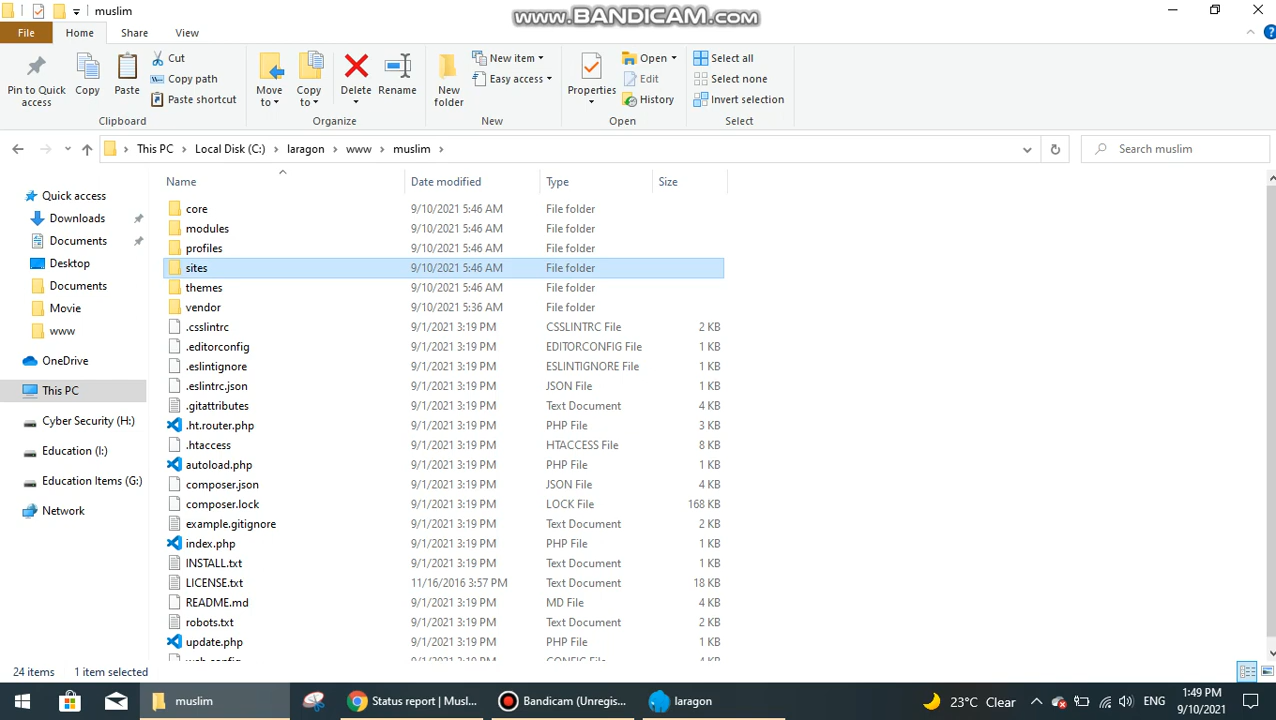 muslim
www.BANDICAM.com
File Home Share View
Pin to Quick access
Copy
Paste
Cut
Copy path
Paste shortcut
Clipboard
Move to
Copy to
Delete
Rename
Organize
New folder
New item
Easy access
New
Properties
Open
Edit
History
Open
Select all
Select none
Invert selection
Select
This PC Local Disk (C:) laragon www muslim
Search muslim
Quick access
Downloads
Documents
Desktop
Documents
Movie
www
OneDrive
This PC
Cyber Security (H:)
Education (I:)
Education Items (G:)
Network
Name Date modified Type Size
core 9/10/2021 5:46 AM File folder
modules 9/10/2021 5:46 AM File folder
profiles 9/10/2021 5:46 AM File folder
sites 9/10/2021 5:46 AM File folder
themes 9/10/2021 5:46 AM File folder
vendor 9/10/2021 5:36 AM File folder
.csslintrc 9/1/2021 3:19 PM CSSLINTRC File 2 KB
.editorconfig 9/1/2021 3:19 PM EDITORCONFIG File 1 KB
.eslintignore 9/1/2021 3:19 PM ESLINTIGNORE File 1 KB
.eslintrc.json 9/1/2021 3:19 PM JSON File 1 KB
.gitattributes 9/1/2021 3:19 PM Text Document 4 KB
.ht.router.php 9/1/2021 3:19 PM PHP File 3 KB
.htaccess 9/1/2021 3:19 PM HTACCESS File 8 KB
autoload.php 9/1/2021 3:19 PM PHP File 1 KB
composer.json 9/1/2021 3:19 PM JSON File 4 KB
composer.lock 9/1/2021 3:19 PM LOCK File 168 KB
example.gitignore 9/1/2021 3:19 PM Text Document 2 KB
index.php 9/1/2021 3:19 PM PHP File 1 KB
INSTALL.txt 9/1/2021 3:19 PM Text Document 1 KB
LICENSE.txt 11/16/2016 3:57 PM Text Document 18 KB
README.md 9/1/2021 3:19 PM MD File 4 KB
robots.txt 9/1/2021 3:19 PM Text Document 2 KB
update.php 9/1/2021 3:19 PM PHP File 1 KB
24 items 1 item selected
muslim
Status report | Musl...
Bandicam (Unregis...
laragon
23°C Clear
ENG
1:49 PM
9/10/2021